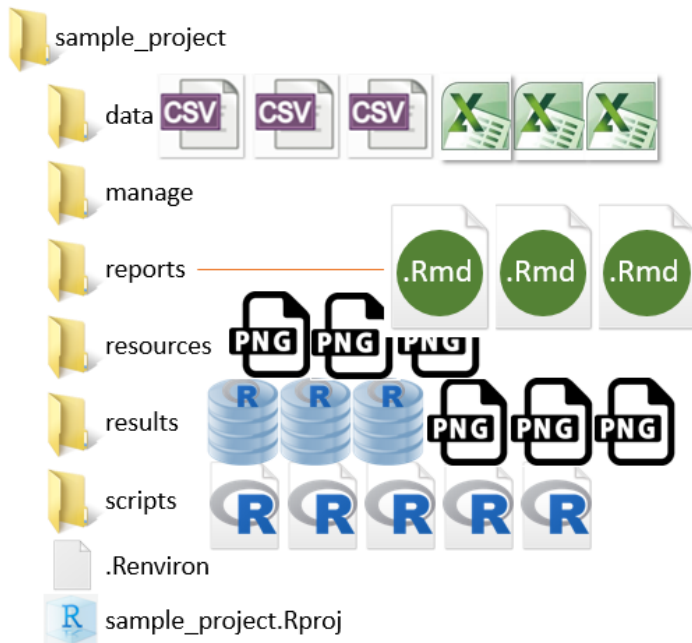 sample_project
data CSV CSV CSV X X X
manage
reports .Rmd .Rmd .Rmd
resources PNG PNG PNG
results R R R PNG PNG PNG
scripts R R R R R
.Renviron
R sample_project.Rproj